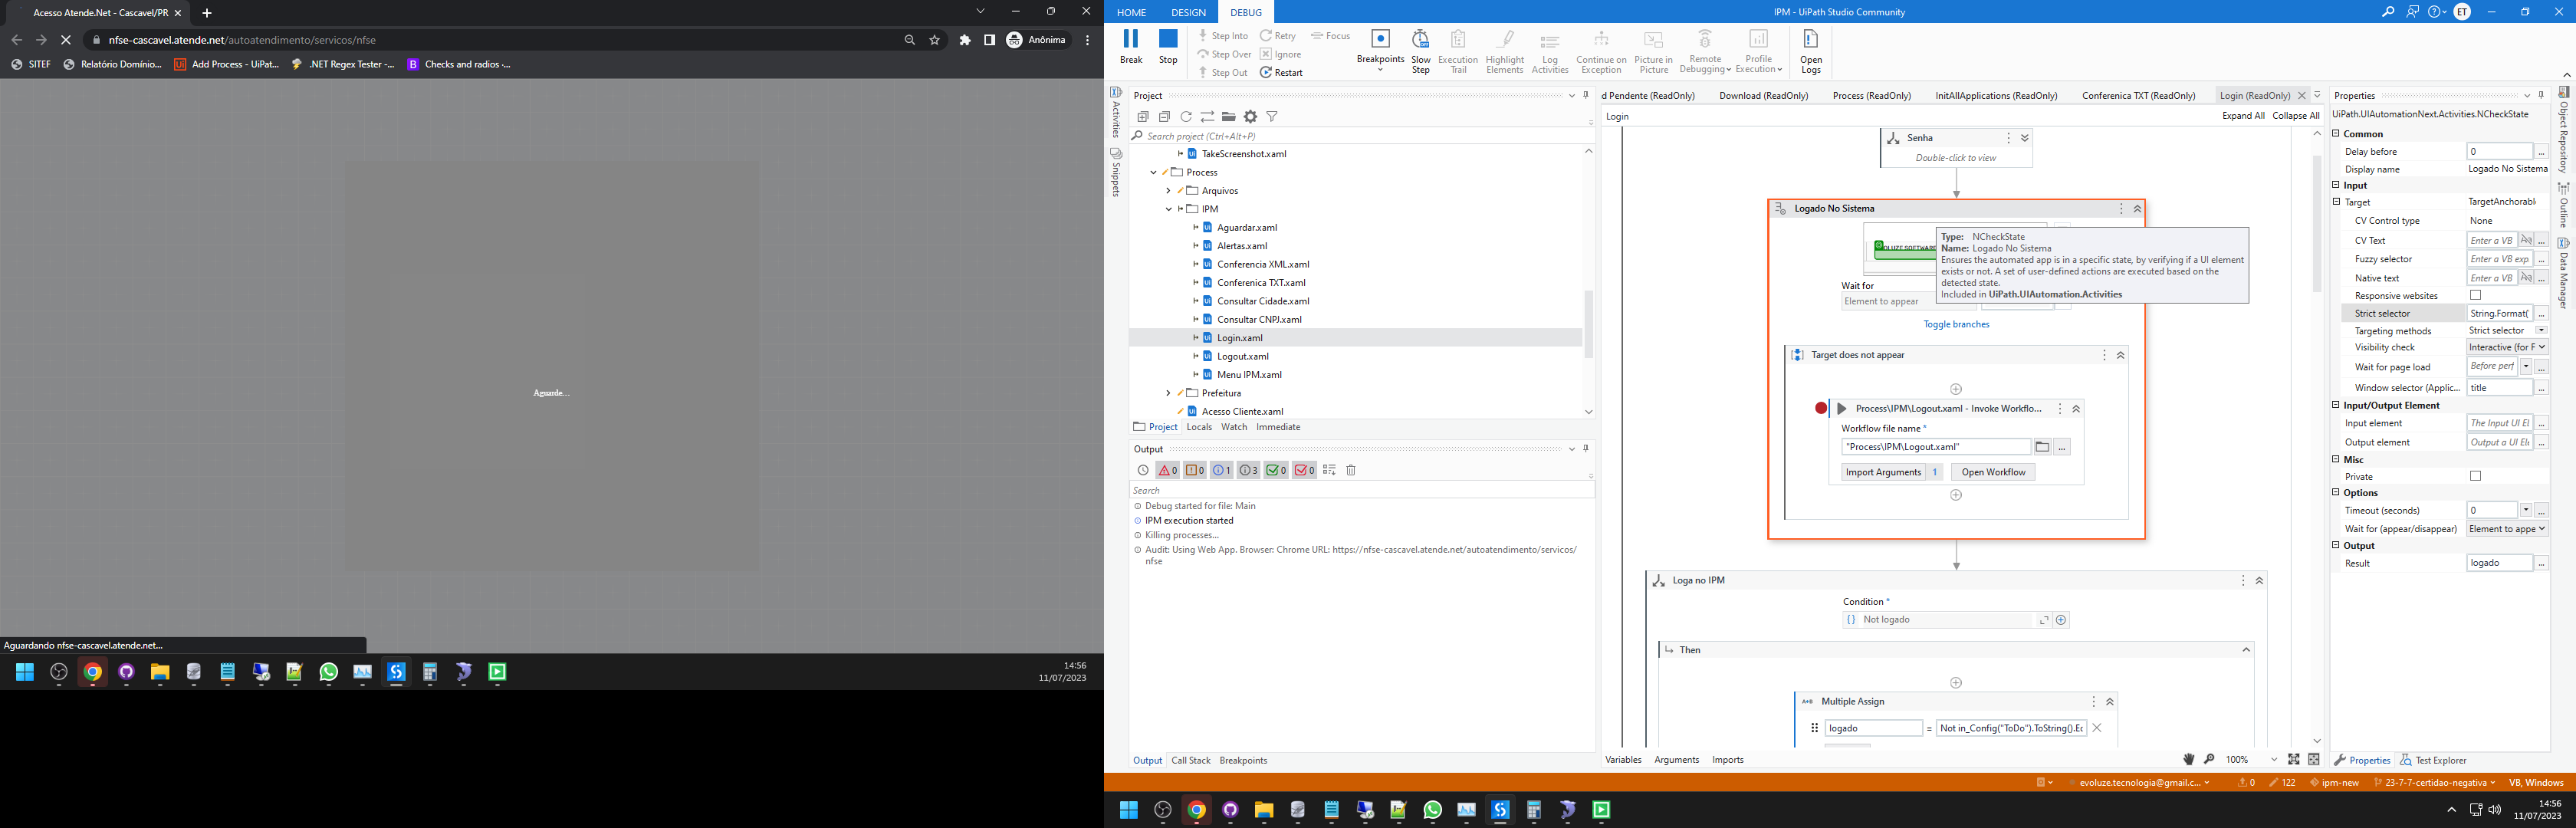 Acesso Atende.Net - Cascavel/PR
nfse-cascavel.atende.net/autoatendimento/servicos/nfse
Anônima
SITEF
Relatório Domínio...
Add Process - UiPat...
.NET Regex Tester -...
Checks and radios ·...
Aguarde...
Aguardando nfse-cascavel.atende.net...
14:56
11/07/2023
HOME DESIGN DEBUG
IPM - UiPath Studio Community
ET
Break
Stop
Step Into
Step Over
Step Out
Retry
Ignore
Restart
Focus
Breakpoints
Slow Step
Execution Trail
Highlight Elements
Log Activities
Continue on Exception
Picture in Picture
Remote Debugging
Profile Execution
Open Logs
Activities
Snippets
Project
Search project (Ctrl+Alt+P)
TakeScreenshot.xaml
Process
Arquivos
IPM
Aguardar.xaml
Alertas.xaml
Conferencia XML.xaml
Conferencia TXT.xaml
Consultar Cidade.xaml
Consultar CNPJ.xaml
Login.xaml
Logout.xaml
Menu IPM.xaml
Prefeitura
Acesso Cliente.xaml
Project Locals Watch Immediate
Output
0 0 1 3 0 0
Search
Debug started for file: Main
IPM execution started
Killing processes...
Audit: Using Web App. Browser: Chrome URL: https://nfse-cascavel.atende.net/autoatendimento/servicos/
nfse
Output Call Stack Breakpoints
d Pendente (ReadOnly) Download (ReadOnly) Process (ReadOnly) InitAllApplications (ReadOnly) Conferenica TXT (ReadOnly) Login (ReadOnly)
Login
Expand All Collapse All
Senha
Double-click to view
Logado No Sistema
OLUZE SOFTWARE
Type: NCheckState
Name: Logado No Sistema
Ensures the automated app is in a specific state, by verifying if a UI element
exists or not. A set of user-defined actions are executed based on the
detected state.
Included in UiPath.UIAutomation.Activities
Wait for
Element to appear
Toggle branches
Target does not appear
Process\IPM\Logout.xaml - Invoke Workflo...
Workflow file name *
"Process\IPM\Logout.xaml"
Import Arguments 1
Open Workflow
Loga no IPM
Condition *
Not logado
Then
Multiple Assign
logado = Not in_Config("ToDo").ToString().Ec
Variables Arguments Imports
100%
Properties
UiPath.UIAutomationNext.Activities.NCheckState
Common
Delay before 0
Display name Logado No Sistema
Input
Target TargetAnchorabl
CV Control type None
CV Text Enter a VB
Fuzzy selector Enter a VB exp
Native text Enter a VB
Responsive websites
Strict selector String.Format('
Targeting methods Strict selector
Visibility check Interactive (for F
Wait for page load Before perf
Window selector (Applic... title
Input/Output Element
Input element The Input UI El
Output element Output a UI El
Misc
Private
Options
Timeout (seconds) 0
Wait for (appear/disappear) Element to appe
Output
Result logado
Properties Test Explorer
Object Repository
Outline
Data Manager
evoluze.tecnologia@gmail.c...
0
122
ipm-new
23-7-7-certidao-negativa
VB, Windows
14:56
11/07/2023